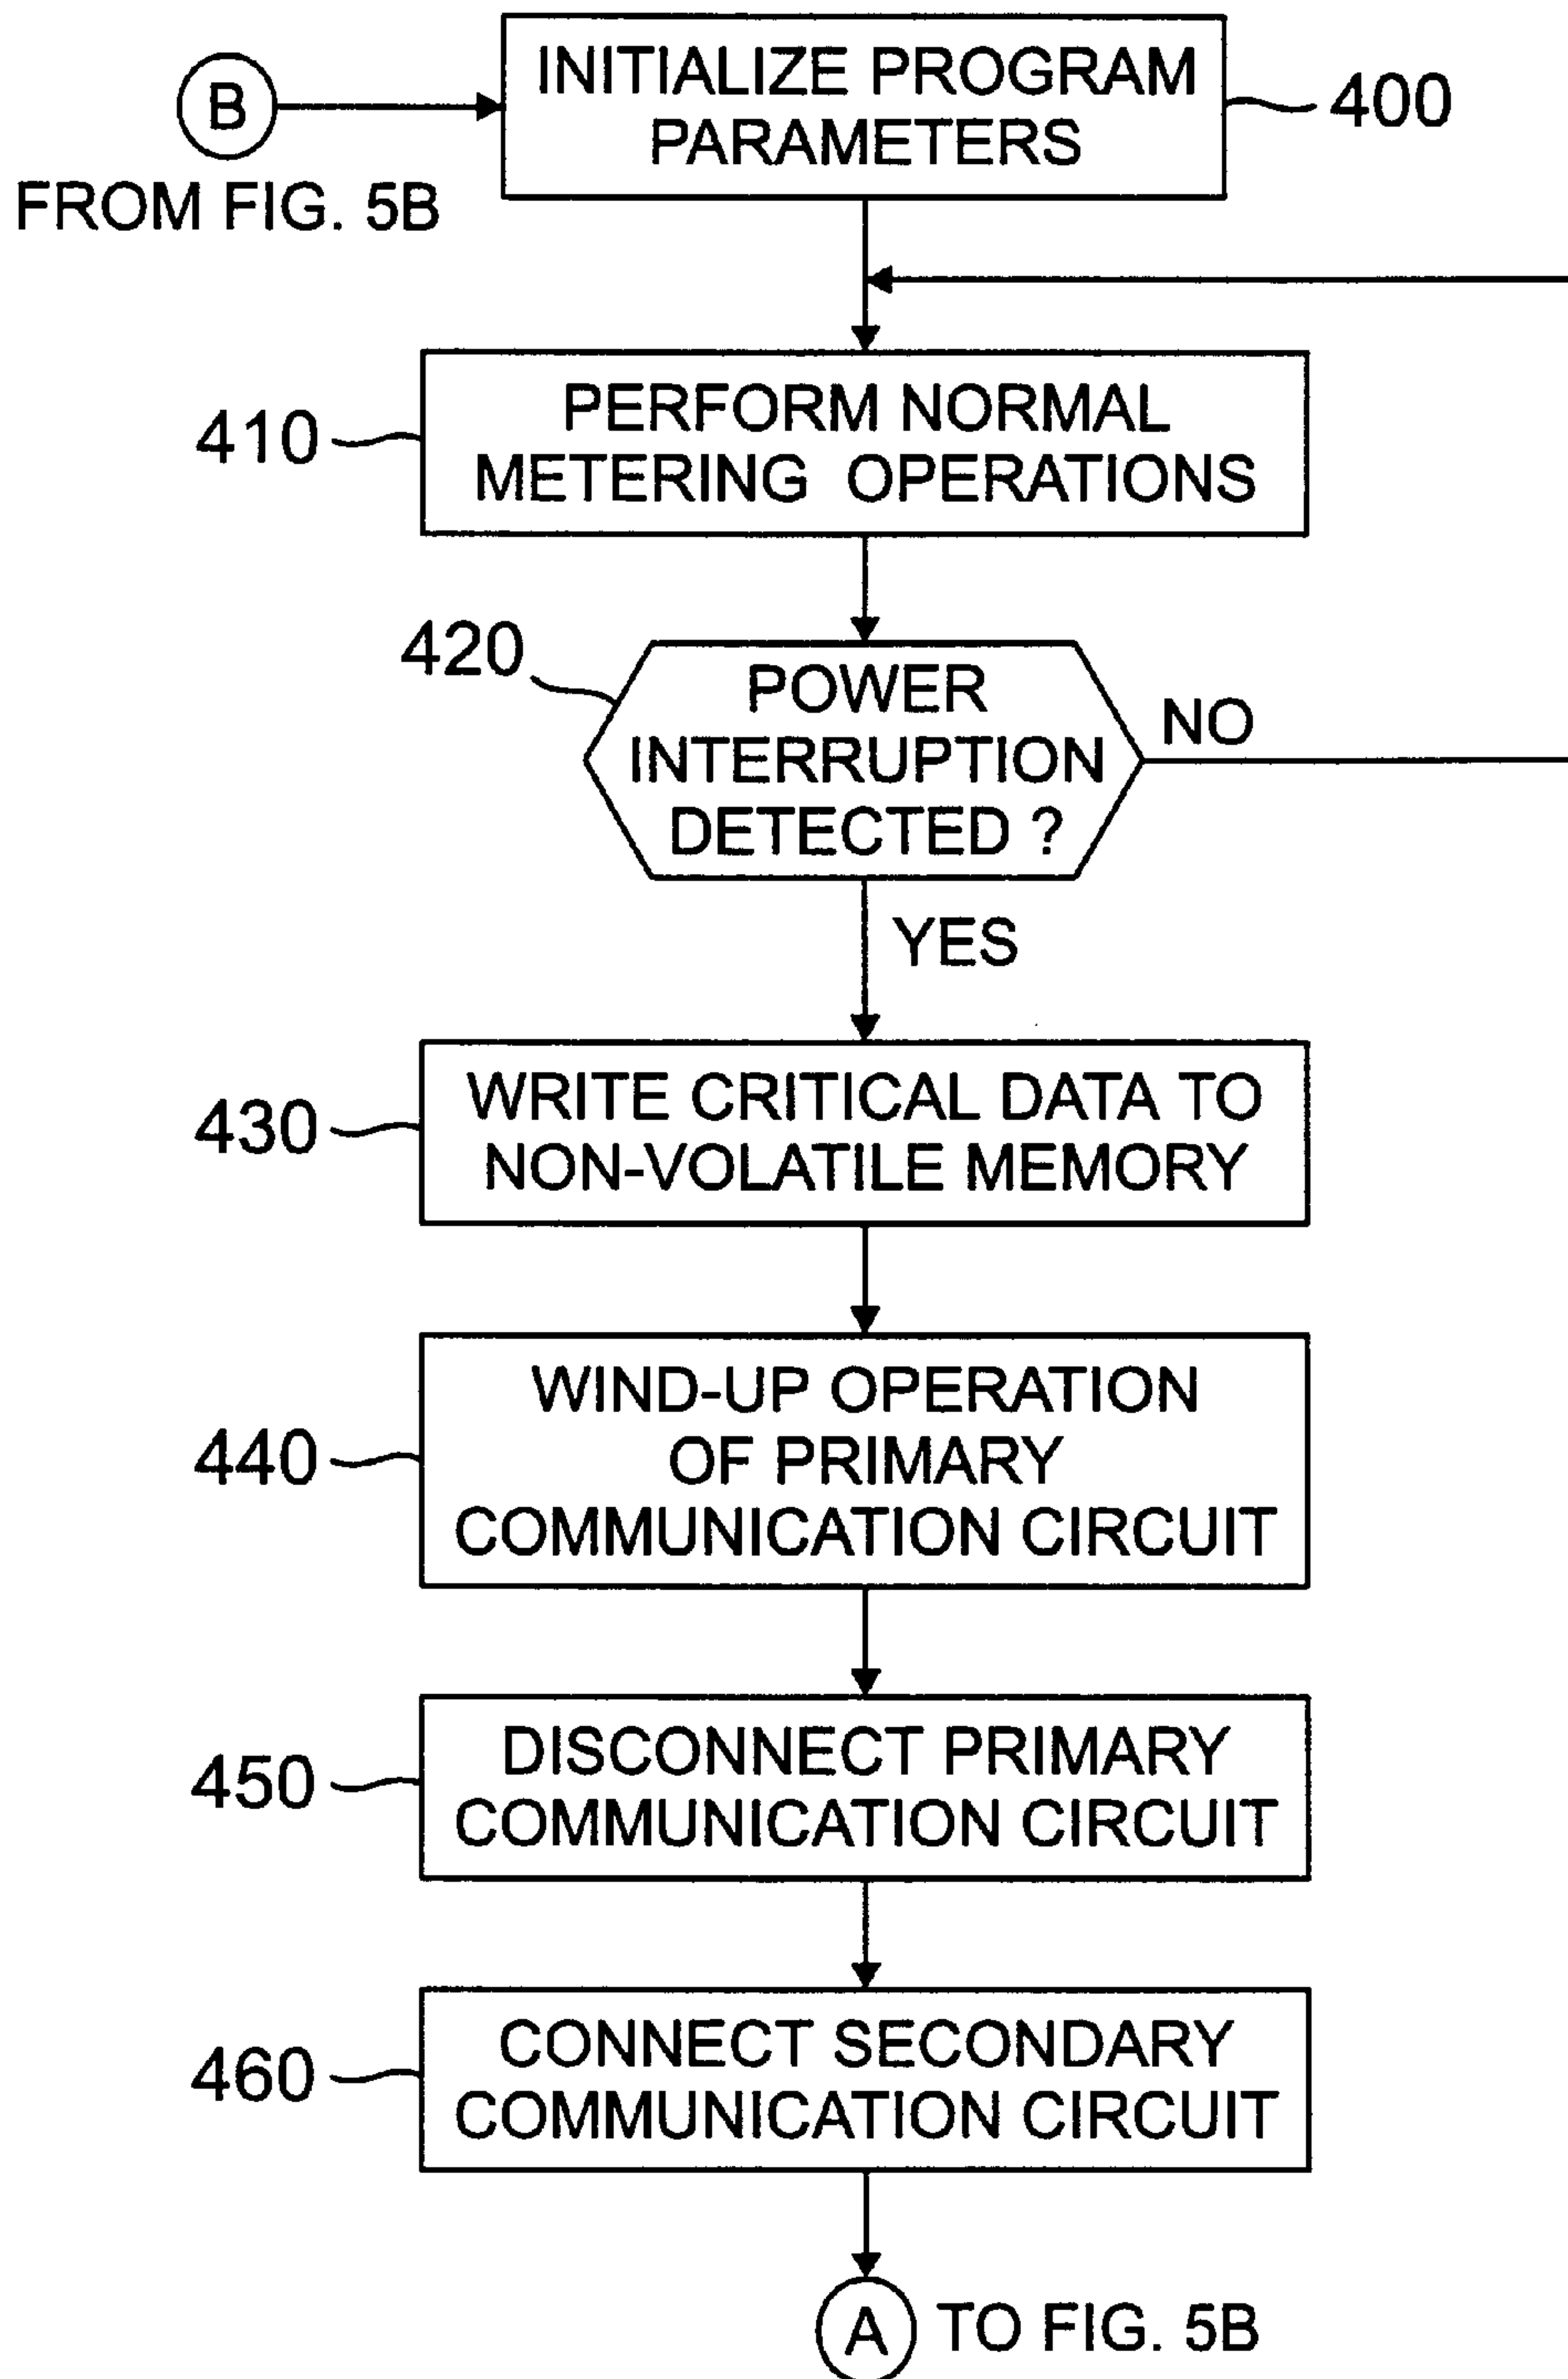 INITIALIZE PROGRAM
PARAMETERS
400
B
FROM FIG. 5B
PERFORM NORMAL
METERING OPERATIONS
410
420
POWER
INTERRUPTION
DETECTED ?
NO
YES
WRITE CRITICAL DATA TO
NON-VOLATILE MEMORY
430
WIND-UP OPERATION
OF PRIMARY
COMMUNICATION CIRCUIT
440
DISCONNECT PRIMARY
COMMUNICATION CIRCUIT
450
CONNECT SECONDARY
COMMUNICATION CIRCUIT
460
A TO FIG. 5B